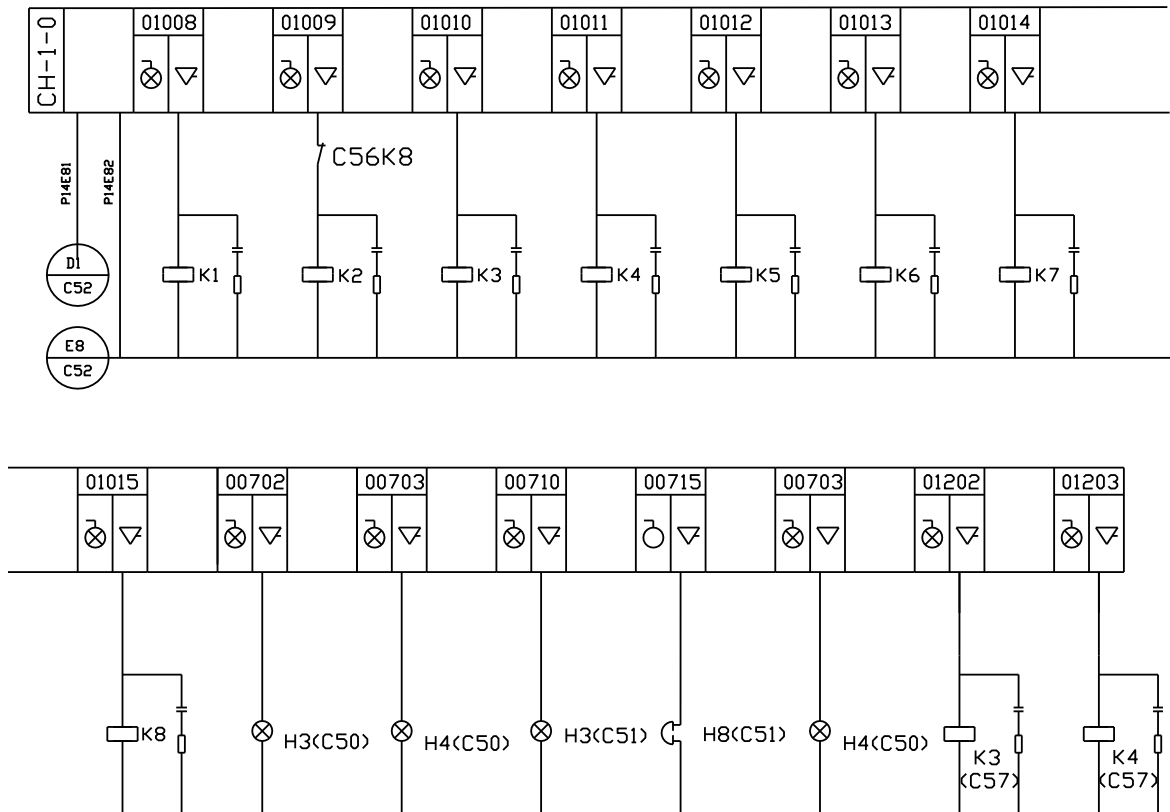 CH-1-0
01008 01009 01010 01011 01012 01013 01014
C56K8
P14E81 P14E82
D1
C52
K1 K2 K3 K4 K5 K6 K7
E8
C52
01015 00702 00703 00710 00715 00703 01202 01203
K8 H3(C50) H4(C50) H3(C51) H8(C51) H4(C50)
K3 K4
(C57) (C57)